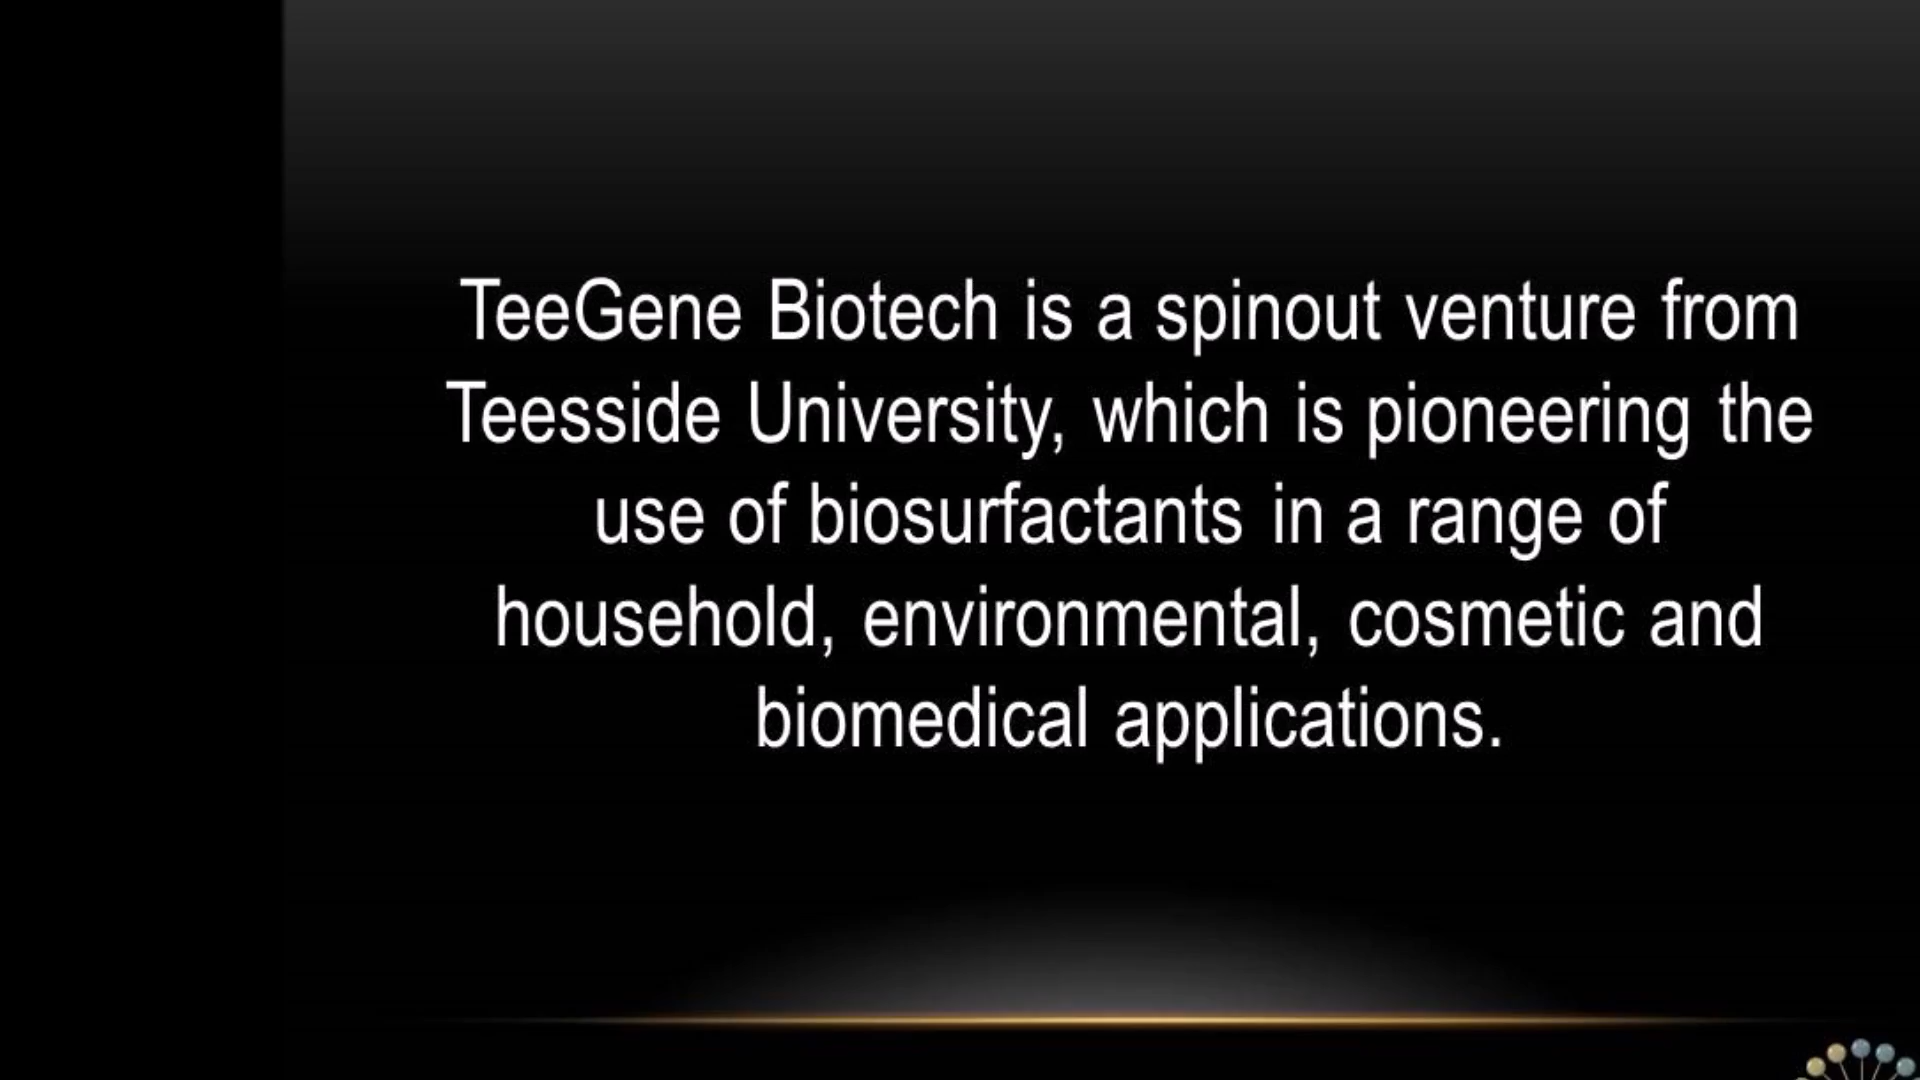 TeeGene Biotech is a spinout venture from
Teesside University, which is pioneering the
use of biosurfactants in a range of
household, environmental, cosmetic and
biomedical applications.